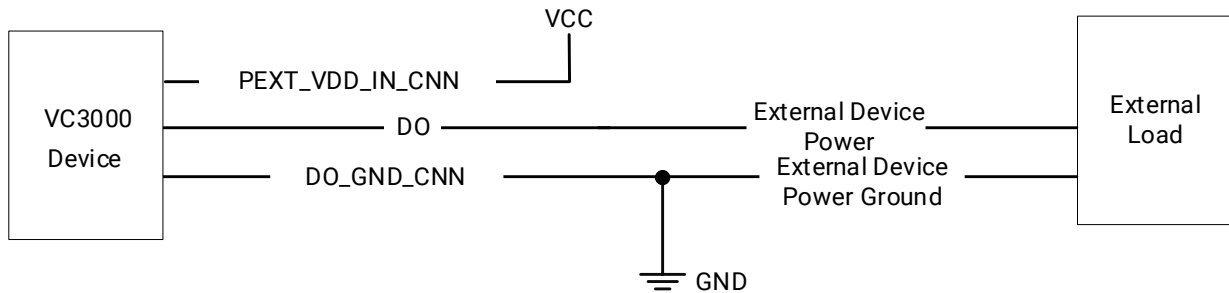 VCC
PEXT_VDD_IN_CNN
VC3000
Device
DO
External Device
Power
External
Load
DO_GND_CNN
External Device
Power Ground
GND